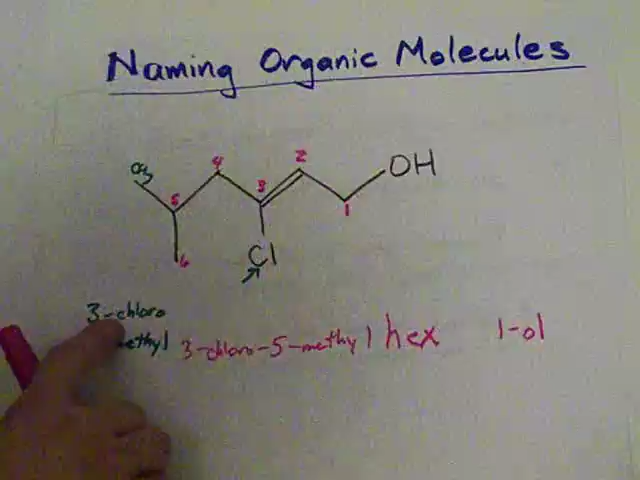 Naming Organic Molecules
4 2
5 3 OH
1
6 Cl
3-chloro
methyl 3-chloro-5-methyl hex 1-ol